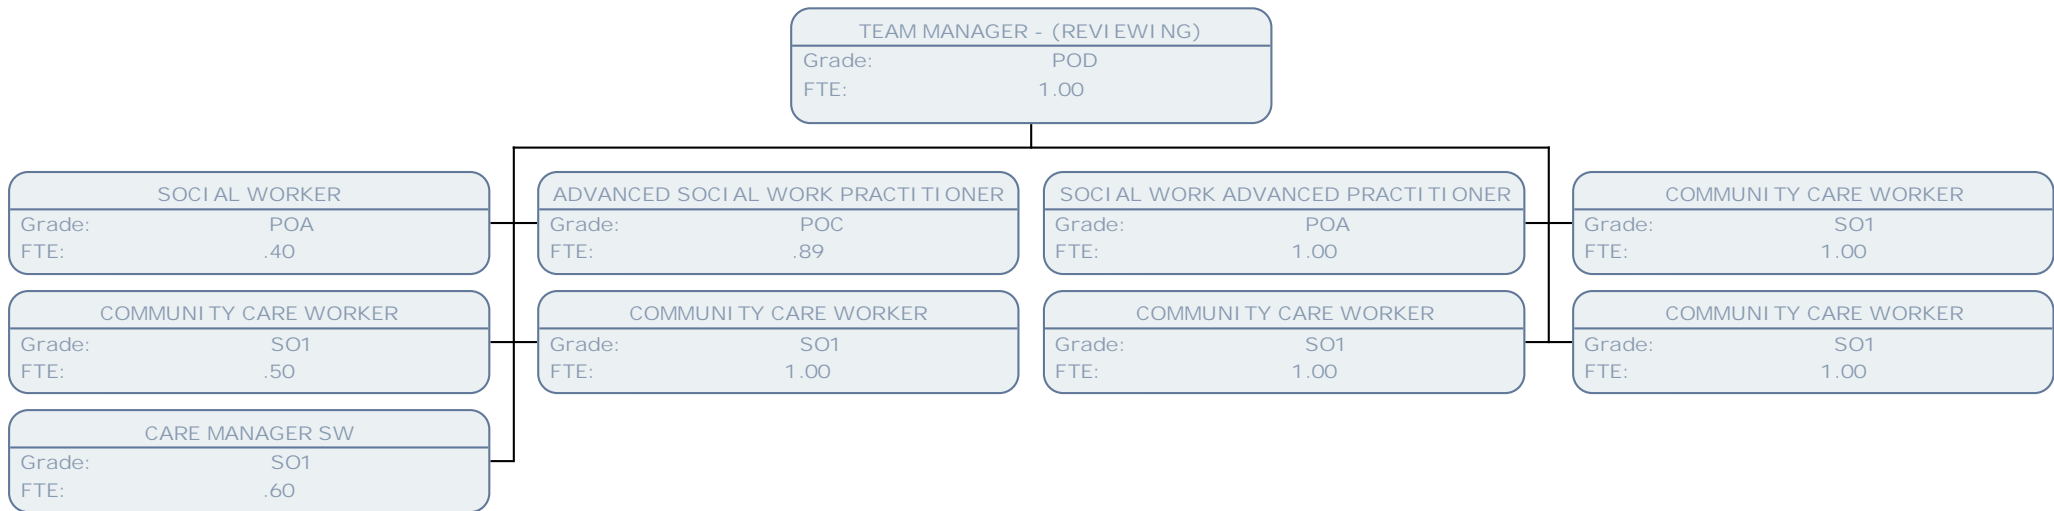 TEAM MANAGER - (REVIEWING)
Grade: POD
FTE: 1.00
SOCIAL WORKER
Grade: POA
FTE: .40
ADVANCED SOCIAL WORK PRACTITIONER
Grade: POC
FTE: .89
SOCIAL WORK ADVANCED PRACTITIONER
Grade: POA
FTE: 1.00
COMMUNITY CARE WORKER
Grade: SO1
FTE: 1.00
COMMUNITY CARE WORKER
Grade: SO1
FTE: .50
COMMUNITY CARE WORKER
Grade: SO1
FTE: 1.00
COMMUNITY CARE WORKER
Grade: SO1
FTE: 1.00
COMMUNITY CARE WORKER
Grade: SO1
FTE: 1.00
CARE MANAGER SW
Grade: SO1
FTE: .60